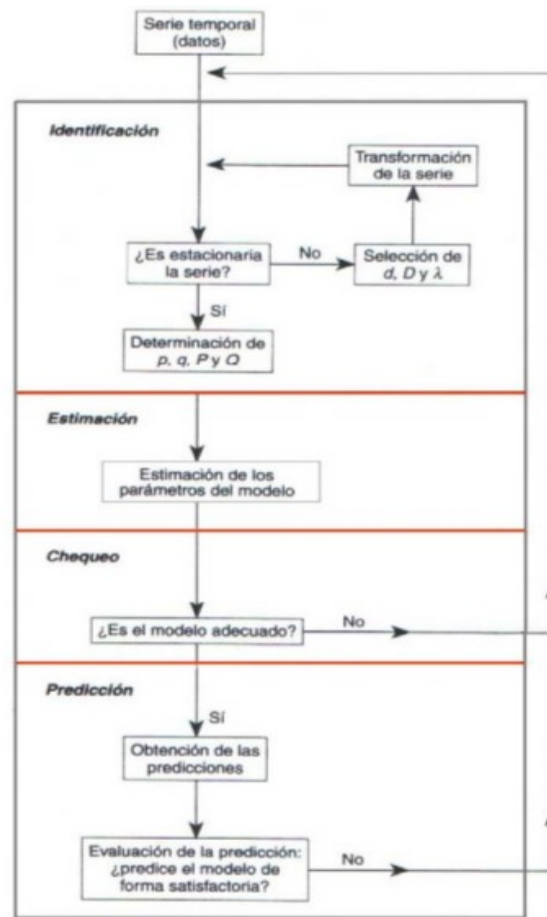 Serie temporal
(datos)
Identificación
Transformación
de la serie
¿Es estacionaria
la serie?
No
Selección de
d, D y λ
Sí
Determinación de
p, q, P y Q
Estimación
Estimación de los
parámetros del modelo
Chequeo
¿Es el modelo adecuado?
No
Predicción
Sí
Obtención de las
predicciones
Evaluación de la predicción:
¿predice el modelo de
forma satisfactoria?
No